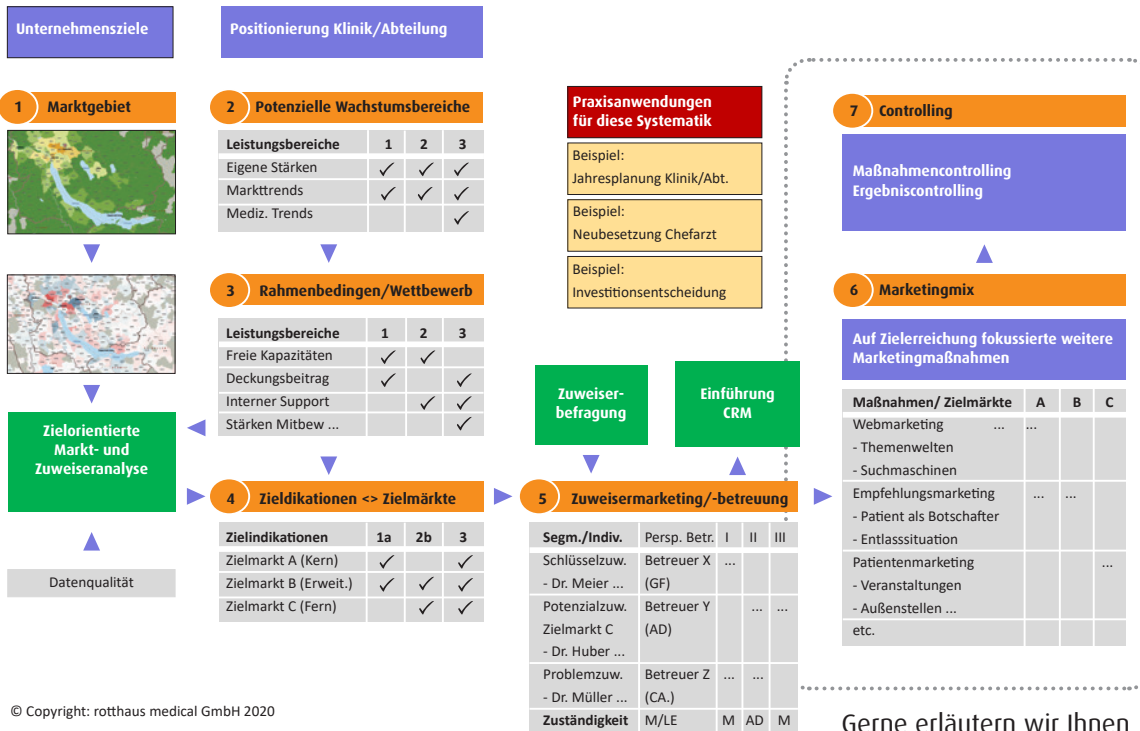 Unternehmensziele
Positionierung Klinik/Abteilung
1 Marktgebiet
2 Potenzielle Wachstumsbereiche
Leistungsbereiche 1 2 3
Eigene Stärken ✓ ✓ ✓
Markttrends ✓ ✓ ✓
Mediz. Trends ✓
3 Rahmenbedingen/Wettbewerb
Leistungsbereiche 1 2 3
Freie Kapazitäten ✓ ✓
Deckungsbeitrag ✓ ✓
Interner Support ✓ ✓
Stärken Mitbew ... ✓
Zielorientierte
Markt- und
Zuweiseranalyse
Datenqualität
4 Zieldikationen <> Zielmärkte
Zielindikationen 1a 2b 3
Zielmarkt A (Kern) ✓ ✓
Zielmarkt B (Erweit.) ✓ ✓ ✓
Zielmarkt C (Fern) ✓ ✓
Praxisanwendungen
für diese Systematik
Beispiel:
Jahresplanung Klinik/Abt.
Beispiel:
Neubesetzung Chefarzt
Beispiel:
Investitionsentscheidung
Zuweiser-
befragung
Einführung
CRM
5 Zuweisermarketing/-betreuung
Segm./Indiv. Persp. Betr. I II III
Schlüsselzuw. Betreuer X ...
- Dr. Meier ... (GF)
Potenzialzuw. Betreuer Y ... ...
Zielmarkt C (AD)
- Dr. Huber ...
Problemzuw. Betreuer Z ... ...
- Dr. Müller ... (CA.)
Zuständigkeit M/LE M AD M
7 Controlling
Maßnahmencontrolling
Ergebniscontrolling
6 Marketingmix
Auf Zielerreichung fokussierte weitere
Marketingmaßnahmen
Maßnahmen/ Zielmärkte A B C
Webmarketing ... ...
- Themenwelten
- Suchmaschinen
Empfehlungsmarketing ... ...
- Patient als Botschafter
- Entlasssituation
Patientenmarketing ...
- Veranstaltungen
- Außenstellen ...
etc.
© Copyright: rotthaus medical GmbH 2020
Gerne erläutern wir Ihnen